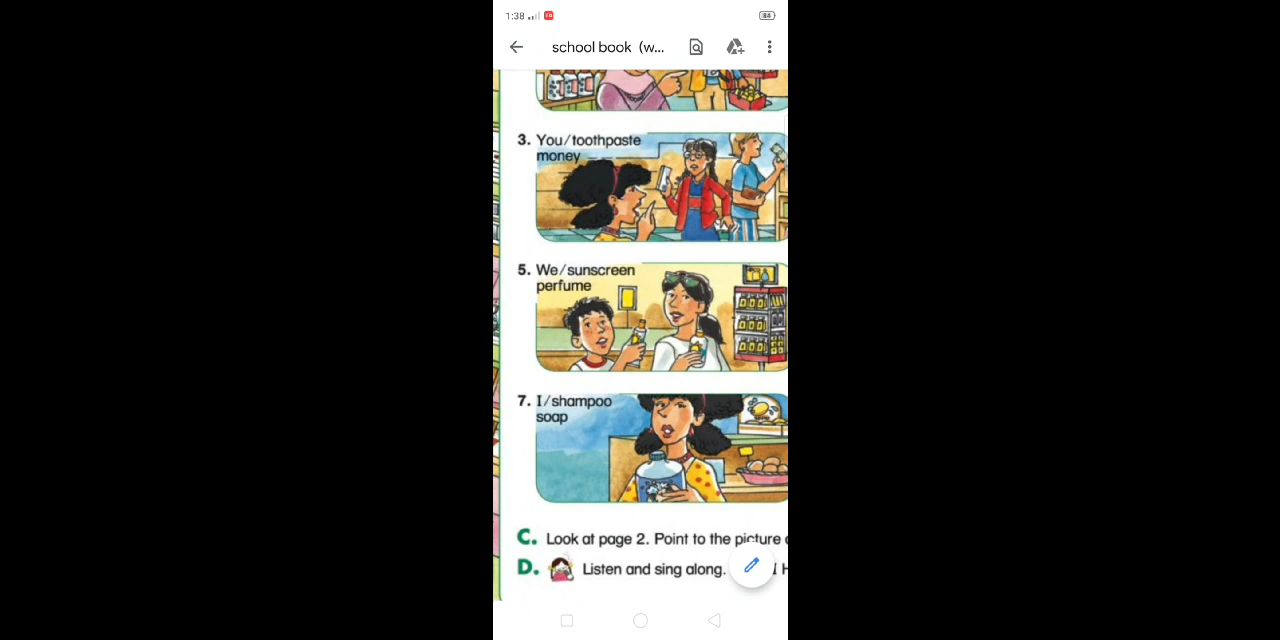 1:38
84
school book (w...
3. You/toothpaste
money
5. We/sunscreen
perfume
7. I/shampoo
soap
C. Look at page 2. Point to the picture
D. Listen and sing along.